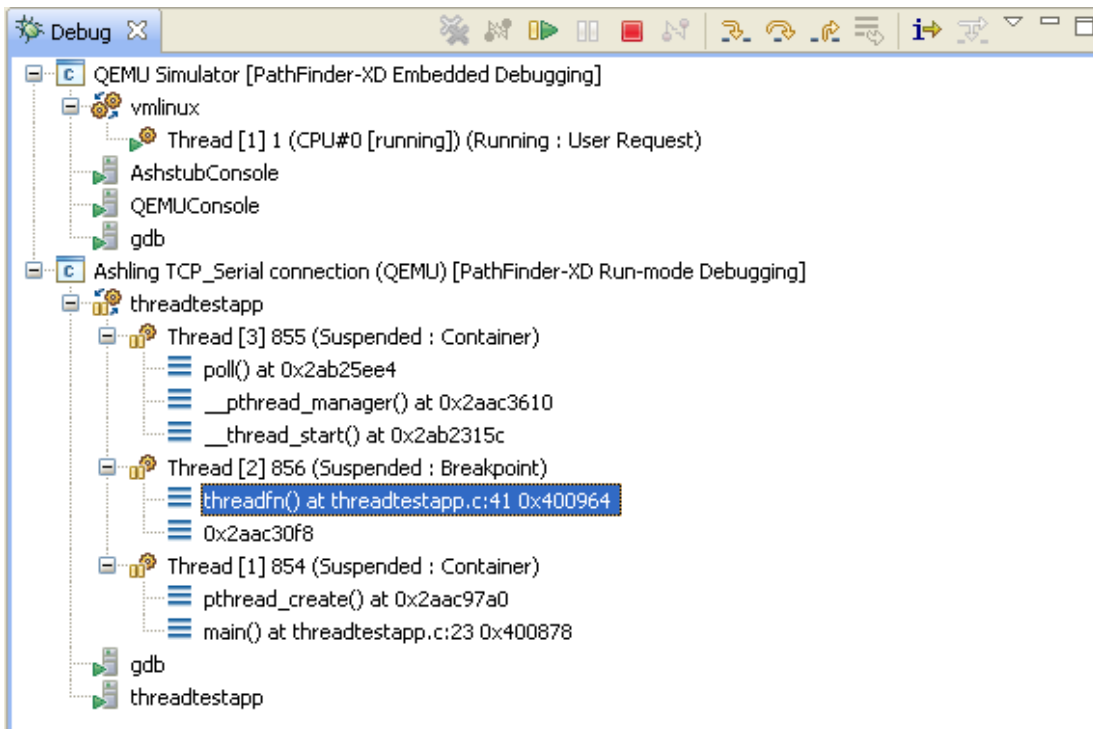 Debug
QEMU Simulator [PathFinder-XD Embedded Debugging]
vmlinux
Thread [1] 1 (CPU#0 [running]) (Running : User Request)
AshstubConsole
QEMUConsole
gdb
Ashling TCP_Serial connection (QEMU) [PathFinder-XD Run-mode Debugging]
threadtestapp
Thread [3] 855 (Suspended : Container)
poll() at 0x2ab25ee4
__pthread_manager() at 0x2aac3610
__thread_start() at 0x2ab2315c
Thread [2] 856 (Suspended : Breakpoint)
threadfn() at threadtestapp.c:41 0x400964
0x2aac30f8
Thread [1] 854 (Suspended : Container)
pthread_create() at 0x2aac97a0
main() at threadtestapp.c:23 0x400878
gdb
threadtestapp